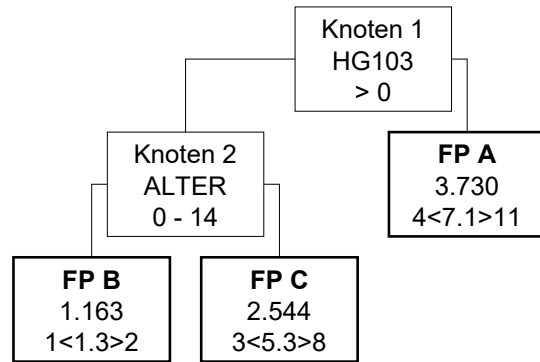 Knoten 1
HG103
> 0
Knoten 2
ALTER
0 - 14
FP A
3.730
4<7.1>11
FP B
1.163
1<1.3>2
FP C
2.544
3<5.3>8